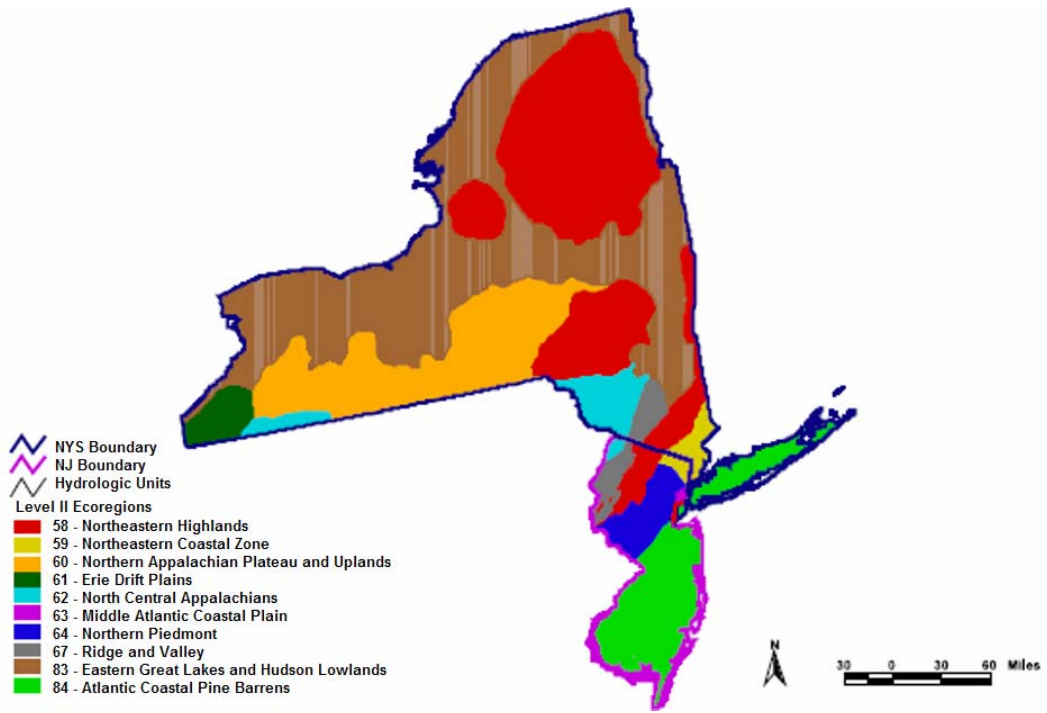 NYS Boundary
NJ Boundary
Hydrologic Units
Level II Ecoregions
58 - Northeastern Highlands
59 - Northeastern Coastal Zone
60 - Northern Appalachian Plateau and Uplands
61 - Erie Drift Plains
62 - North Central Appalachians
63 - Middle Atlantic Coastal Plain
64 - Northern Piedmont
67 - Ridge and Valley
83 - Eastern Great Lakes and Hudson Lowlands
84 - Atlantic Coastal Pine Barrens
N
30 0 30 60 Miles